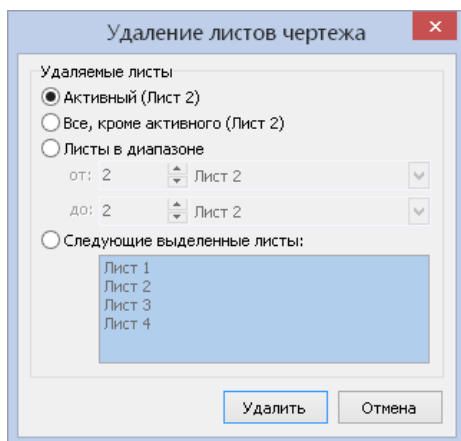 Удаление листов чертежа
Удаляемые листы
Активный (Лист 2)
Все, кроме активного (Лист 2)
Листы в диапазоне
от: 2 Лист 2
до: 2 Лист 2
Следующие выделенные листы:
Лист 1
Лист 2
Лист 3
Лист 4
Удалить Отмена